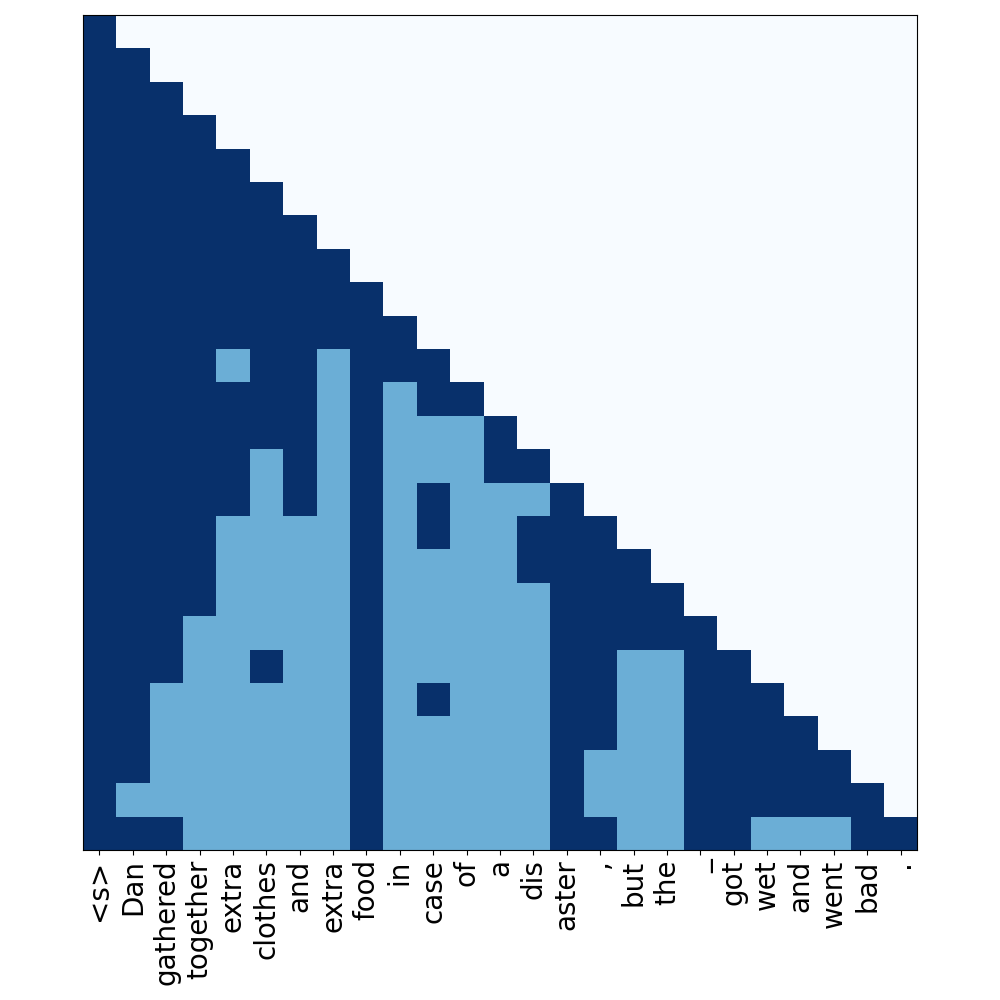 <s> Dan gathered together extra clothes and extra food in case of a dis aster , but the _ got wet and went bad .